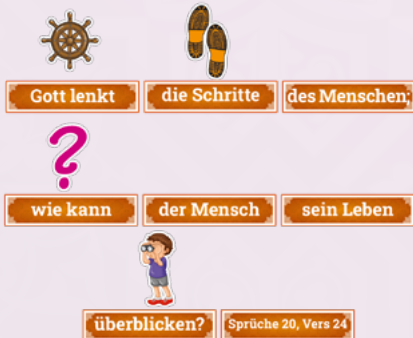 Gott lenkt die Schritte des Menschen;
wie kann der Mensch sein Leben
überblicken? Sprüche 20, Vers 24